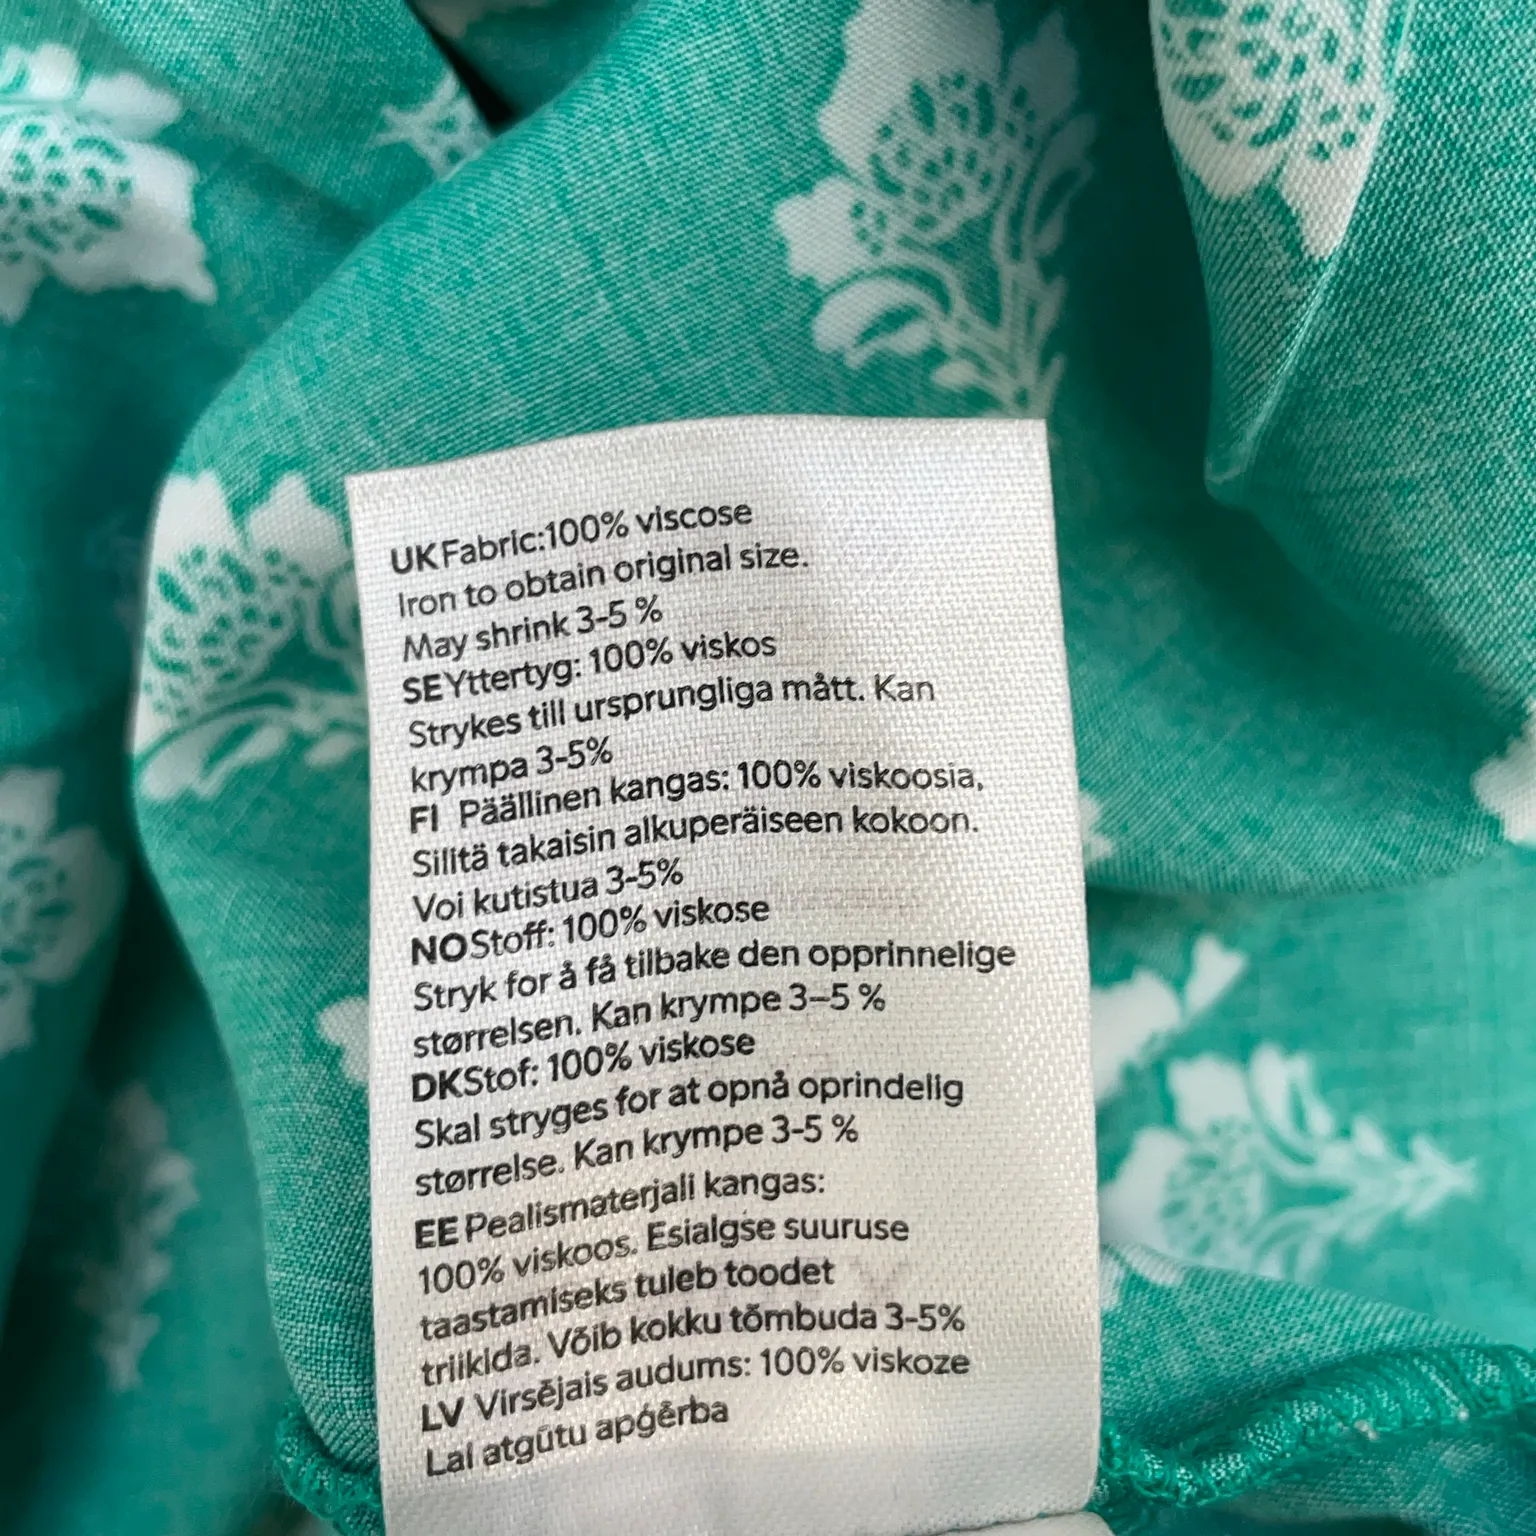 UK Fabric:100% viscose
Iron to obtain original size.
May shrink 3-5 %
SE Yttertyg: 100% viskos
Strykes till ursprungliga mått. Kan
krympa 3-5%
FI Päällinen kangas: 100% viskoosia,
Silitä takaisin alkuperäiseen kokoon.
Voi kutistua 3-5%
NO Stoff: 100% viskose
Stryk for å få tilbake den opprinnelige
størrelsen. Kan krympe 3–5 %
DK Stof: 100% viskose
Skal stryges for at opnå oprindelig
størrelse. Kan krympe 3-5 %
EE Pealismaterjali kangas:
100% viskoos. Esialgse suuruse
taastamiseks tuleb toodet
triikida. Võib kokku tõmbuda 3-5%
LV Virsējais audums: 100% viskoze
Lai atgūtu apģērba